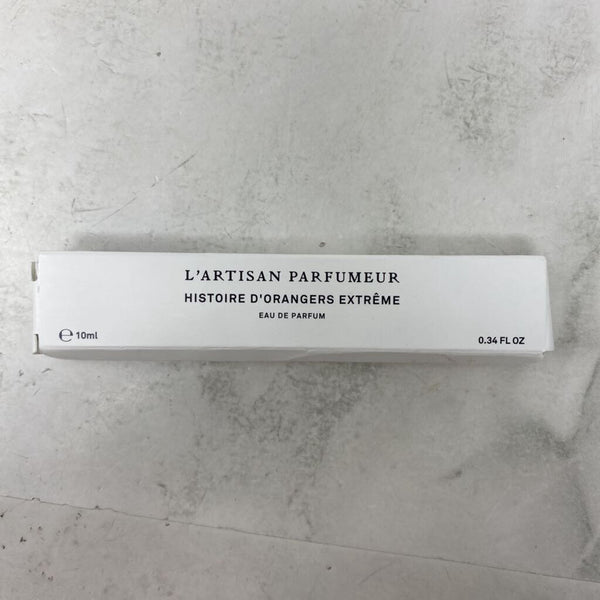 L'ARTISAN PARFUMEUR
HISTOIRE D'ORANGERS EXTRÊME
EAU DE PARFUM
℮ 10ml
0.34 FL OZ